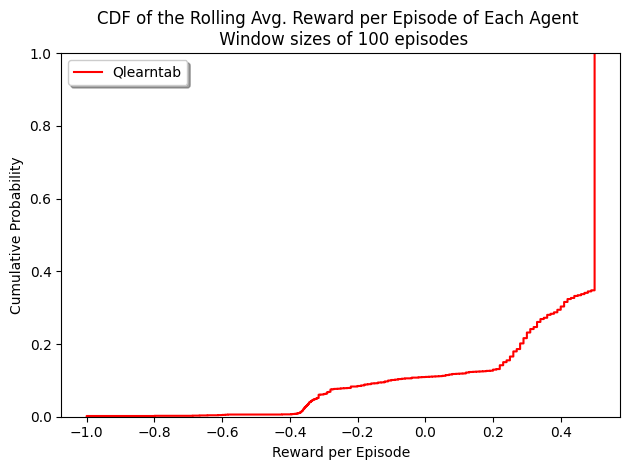 CDF of the Rolling Avg. Reward per Episode of Each Agent
Window sizes of 100 episodes
Qlearntab
Cumulative Probability
1.0
0.8
0.6
0.4
0.2
0.0
−1.0 −0.8 −0.6 −0.4 −0.2 0.0 0.2 0.4
Reward per Episode